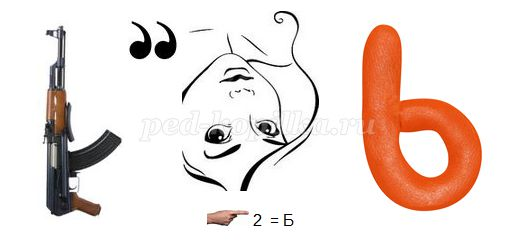 ,, ь
ped-kopilka.ru
2 = Б